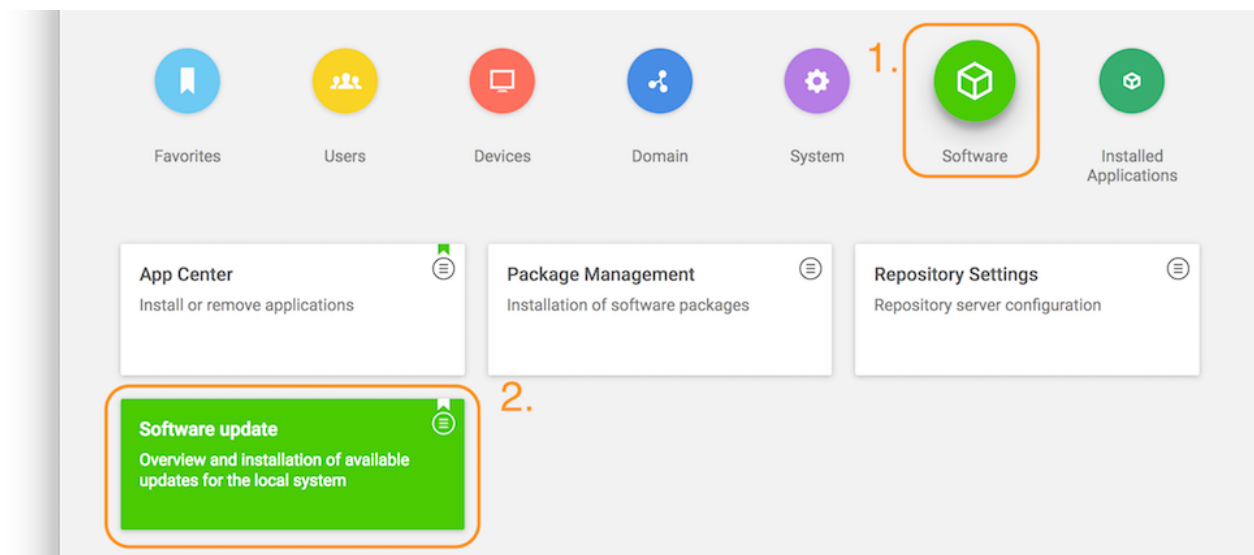 1.
Favorites
Users
Devices
Domain
System
Software
Installed
Applications
App Center
Install or remove applications
Package Management
Installation of software packages
Repository Settings
Repository server configuration
2.
Software update
Overview and installation of available
updates for the local system